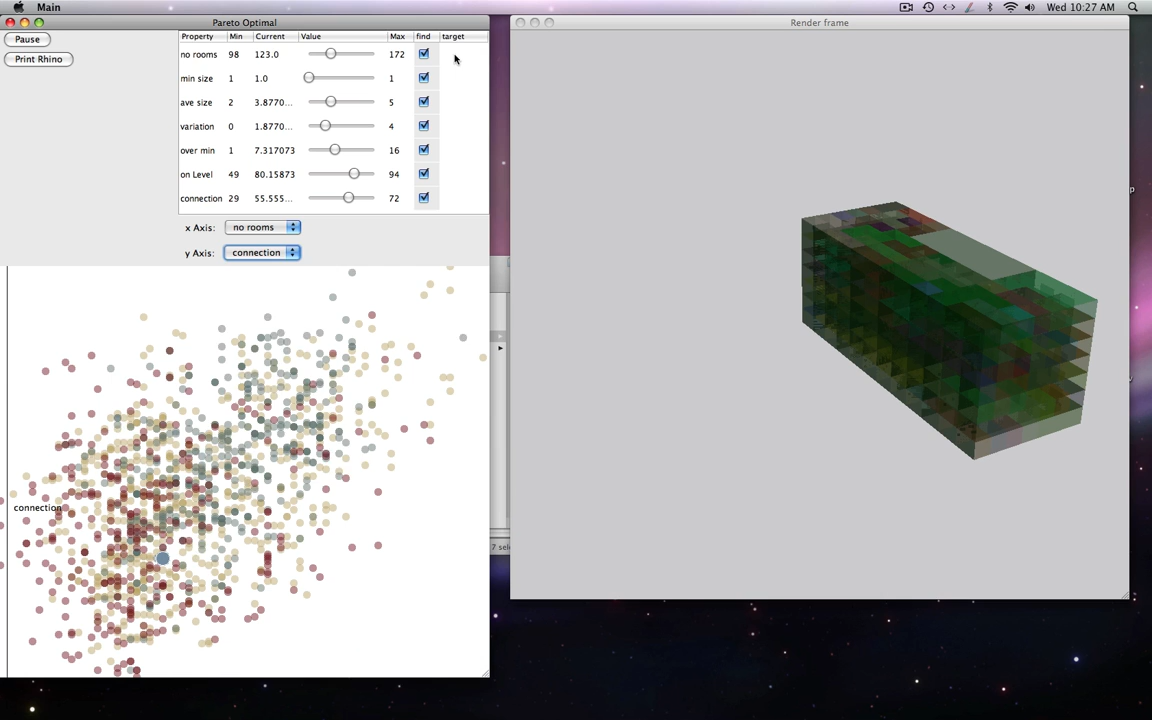 Main
Wed 10:27 AM
Pareto Optimal
Render frame
Pause
Print Rhino
Property Min Current Value Max find target
no rooms 98 123.0 172
min size 1 1.0 1
ave size 2 3.8770... 5
variation 0 1.8770... 4
over min 1 7.317073 16
on Level 49 80.15873 94
connection 29 55.555... 72
x Axis: no rooms
y Axis: connection
connection
7 sele